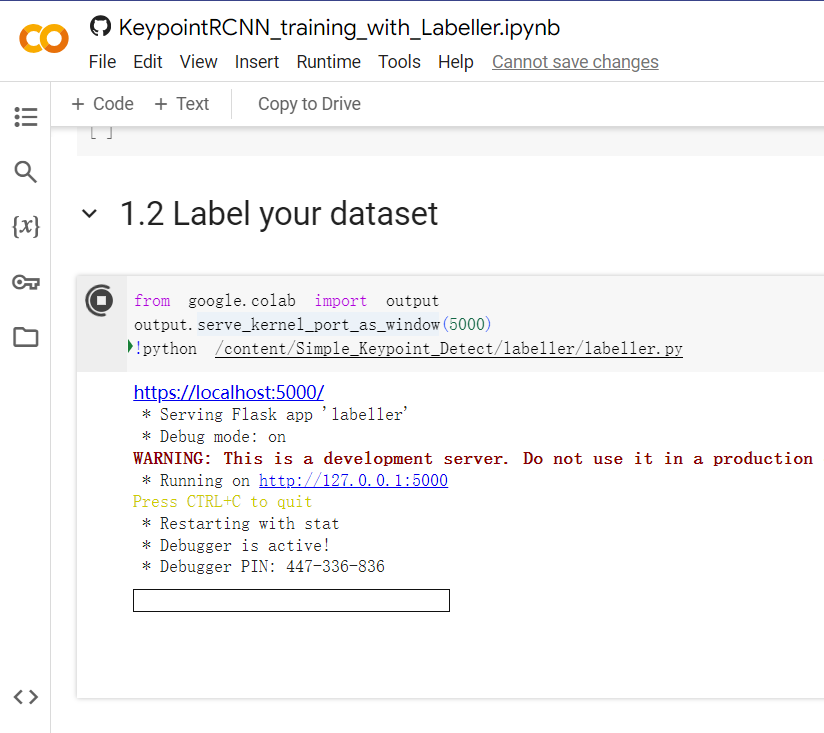 KeypointRCNN_training_with_Labeller.ipynb
File Edit View Insert Runtime Tools Help Cannot save changes
+ Code + Text Copy to Drive
[ ]
1.2 Label your dataset
{x}
from google.colab import output
output.serve_kernel_port_as_window(5000)
!python /content/Simple_Keypoint_Detect/labeller/labeller.py
https://localhost:5000/
* Serving Flask app 'labeller'
* Debug mode: on
WARNING: This is a development server. Do not use it in a production
* Running on http://127.0.0.1:5000
Press CTRL+C to quit
* Restarting with stat
* Debugger is active!
* Debugger PIN: 447-336-836